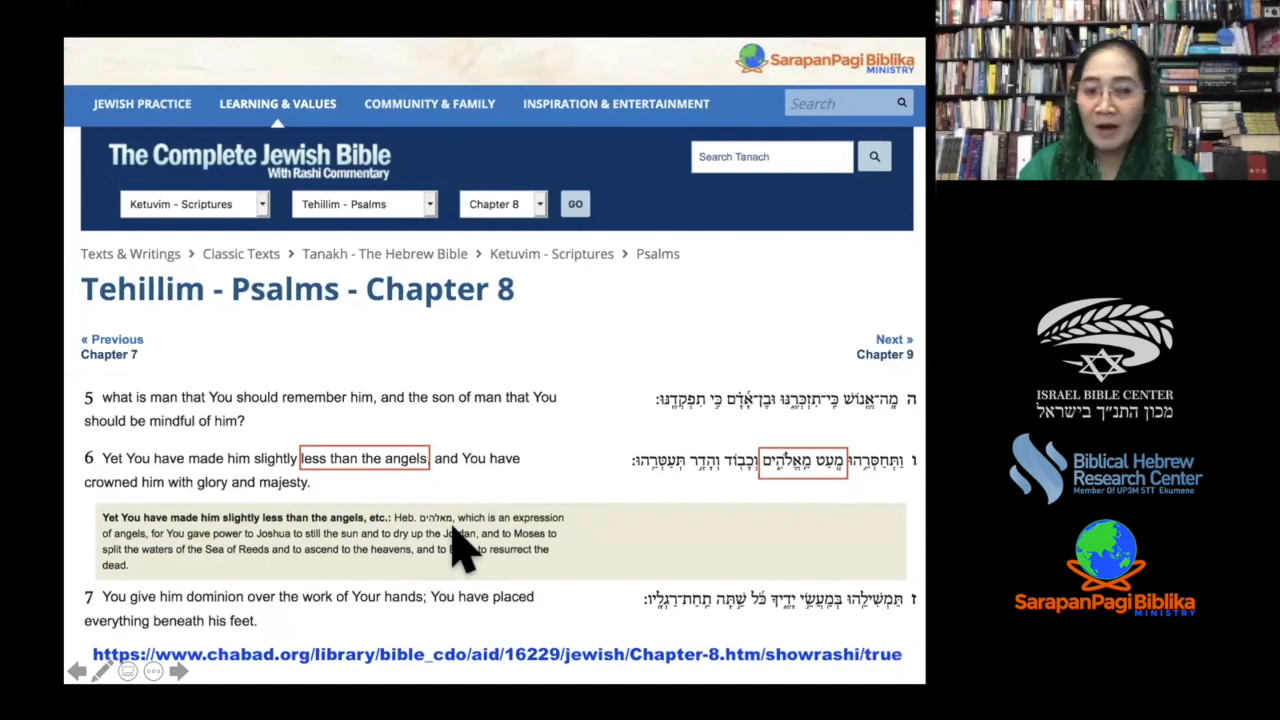 SarapanPagi Biblika
MINISTRY
JEWISH PRACTICE LEARNING & VALUES COMMUNITY & FAMILY INSPIRATION & ENTERTAINMENT Search
The Complete Jewish Bible
With Rashi Commentary
Search Tanach
Ketuvim - Scriptures Tehillim - Psalms Chapter 8 GO
Texts & Writings > Classic Texts > Tanakh - The Hebrew Bible > Ketuvim - Scriptures > Psalms
Tehillim - Psalms - Chapter 8
« Previous
Chapter 7
Next »
Chapter 9
5 what is man that You should remember him, and the son of man that You
should be mindful of him?
ה מָה־אֱנ֥וֹשׁ כִּֽי־תִזְכְּרֶ֑נּוּ וּבֶן־אָ֝דָ֗ם כִּ֣י תִפְקְדֶֽנּוּ:
6 Yet You have made him slightly less than the angels, and You have
crowned him with glory and majesty.
ו וַתְּחַסְּרֵ֣הוּ מְּ֖עַט מֵֽאֱלֹהִ֑ים וְכָב֖וֹד וְהָדָ֣ר תְּעַטְּרֵֽהוּ:
Yet You have made him slightly less than the angels, etc.: Heb. מאלהים, which is an expression
of angels, for You gave power to Joshua to still the sun and to dry up the Jordan, and to Moses to
split the waters of the Sea of Reeds and to ascend to the heavens, and to to resurrect the
dead.
7 You give him dominion over the work of Your hands; You have placed
everything beneath his feet.
ז תַּמְשִׁילֵ֥הוּ בְּמַעֲשֵׂ֣י יָדֶ֑יךָ כֹּ֝ל שַׁ֣תָּה תַֽחַת־רַגְלָֽיו:
https://www.chabad.org/library/bible_cdo/aid/16229/jewish/Chapter-8.htm/showrashi/true
ISRAEL BIBLE CENTER
מכון התנ״ך בישראל
Biblical Hebrew
Research Center
Member Of UP3M STT Ekumene
SarapanPagi Biblika
MINISTRY